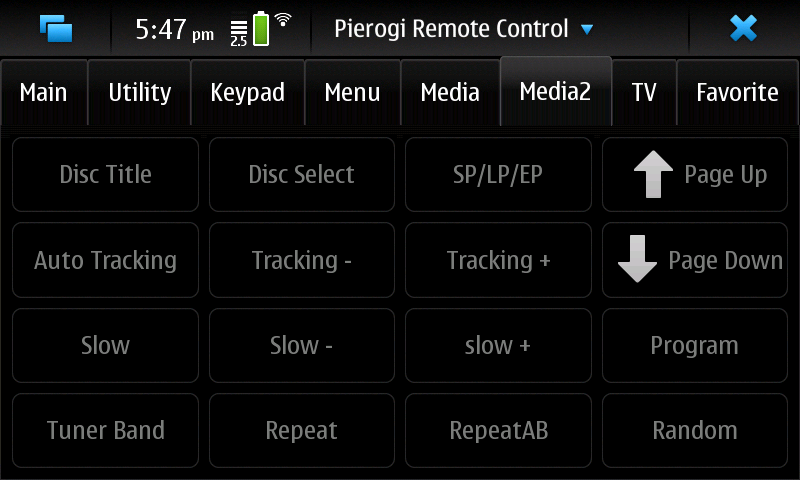 5:47 pm 2.5 Pierogi Remote Control
Main Utility Keypad Menu Media Media2 TV Favorite
Disc Title Disc Select SP/LP/EP Page Up
Auto Tracking Tracking - Tracking + Page Down
Slow Slow - slow + Program
Tuner Band Repeat RepeatAB Random